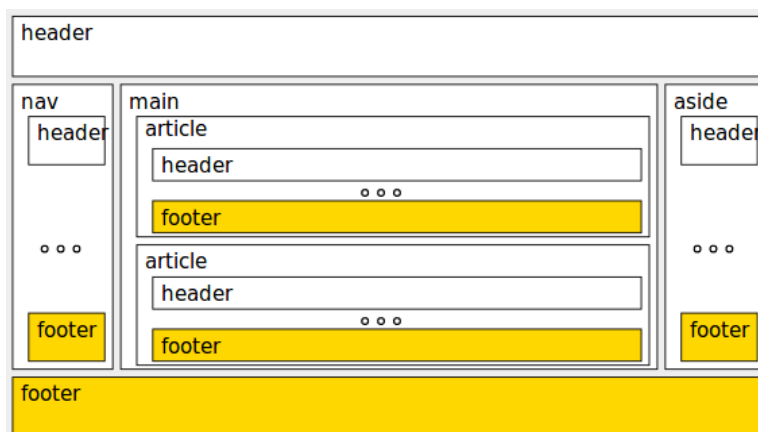 header
nav
header
footer
main
article
header
footer
article
header
footer
aside
header
footer
footer